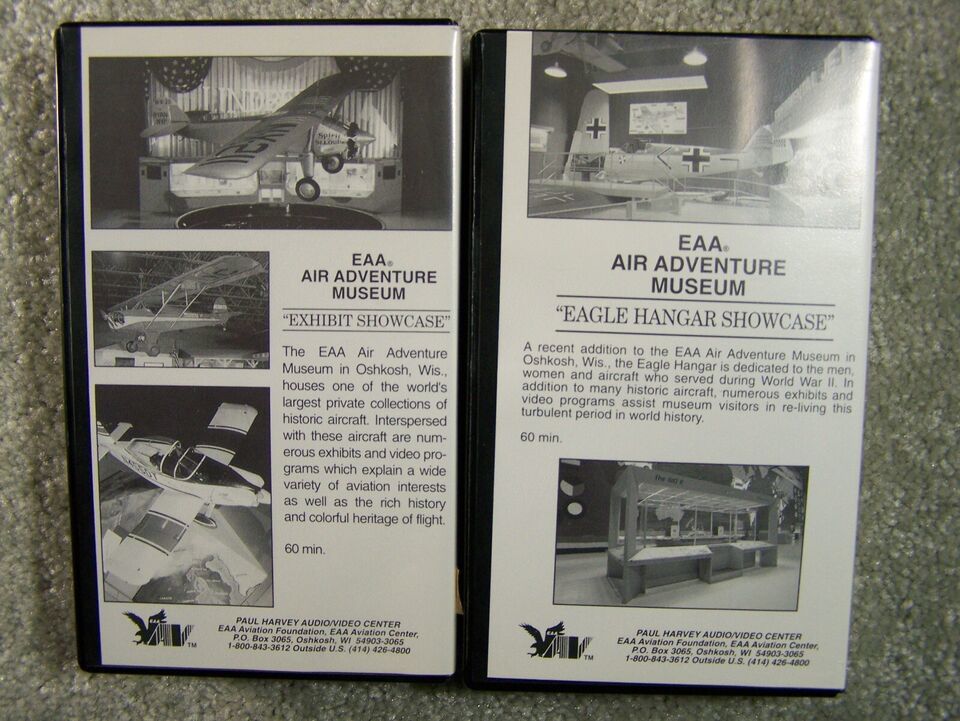 Spirit
St. Louis
EAA®
AIR ADVENTURE
MUSEUM
"EXHIBIT SHOWCASE"
The EAA Air Adventure
Museum in Oshkosh, Wis.,
houses one of the world's
largest private collections of
historic aircraft. Interspersed
with these aircraft are num-
erous exhibits and video pro-
grams which explain a wide
variety of aviation interests
as well as the rich history
and colorful heritage of flight.
60 min.
TM
PAUL HARVEY AUDIO/VIDEO CENTER
EAA Aviation Foundation, EAA Aviation Center,
P.O. Box 3065, Oshkosh, WI 54903-3065
1-800-843-3612 Outside U.S. (414) 426-4800
EAA®
AIR ADVENTURE
MUSEUM
"EAGLE HANGAR SHOWCASE"
A recent addition to the EAA Air Adventure Museum in
Oshkosh, Wis., the Eagle Hangar is dedicated to the men,
women and aircraft who served during World War II. In
addition to many historic aircraft, numerous exhibits and
video programs assist museum visitors in re-living this
turbulent period in world history.
60 min.
TM
PAUL HARVEY AUDIO/VIDEO CENTER
EAA Aviation Foundation, EAA Aviation Center,
P.O. Box 3065, Oshkosh, WI 54903-3065
1-800-843-3612 Outside U.S. (414) 426-4800